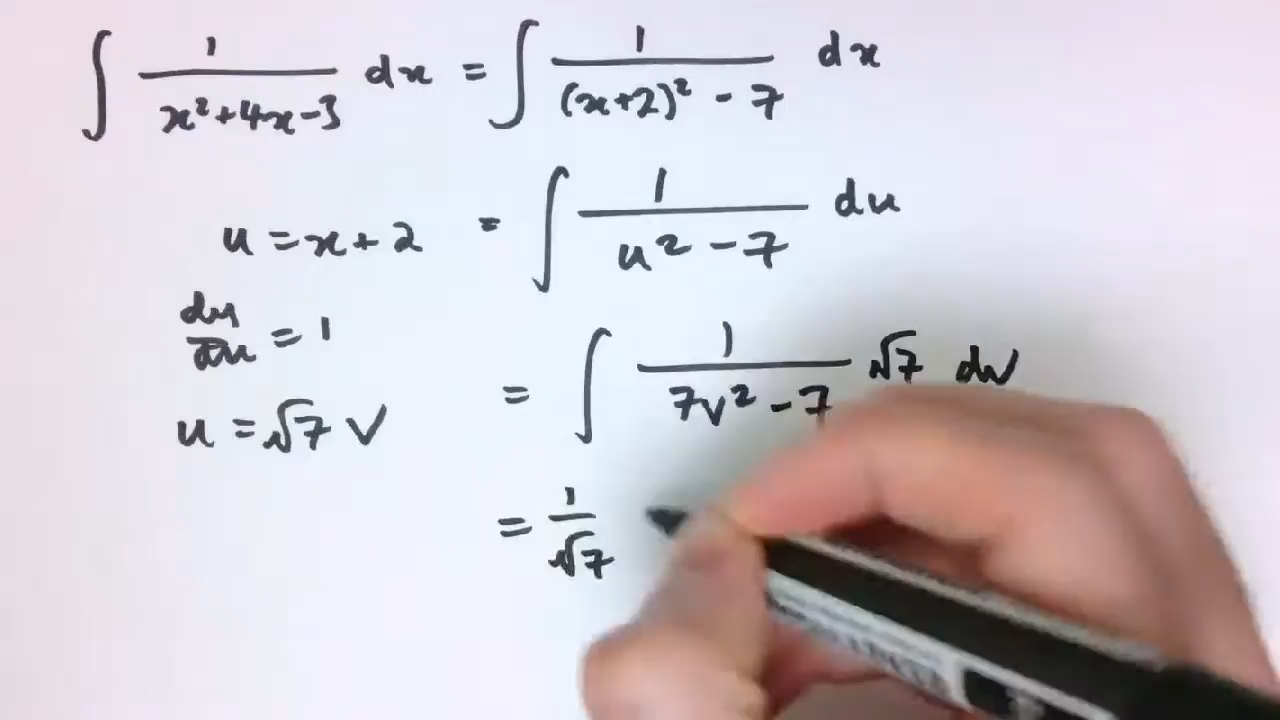 ∫ 1/(x²+4x-3) dx = ∫ 1/((x+2)² - 7) dx
u = x + 2 = ∫ 1/(u² - 7) du
du/dx = 1
u = √7 v = ∫ 1/(7v² - 7) √7 dv
= 1/√7